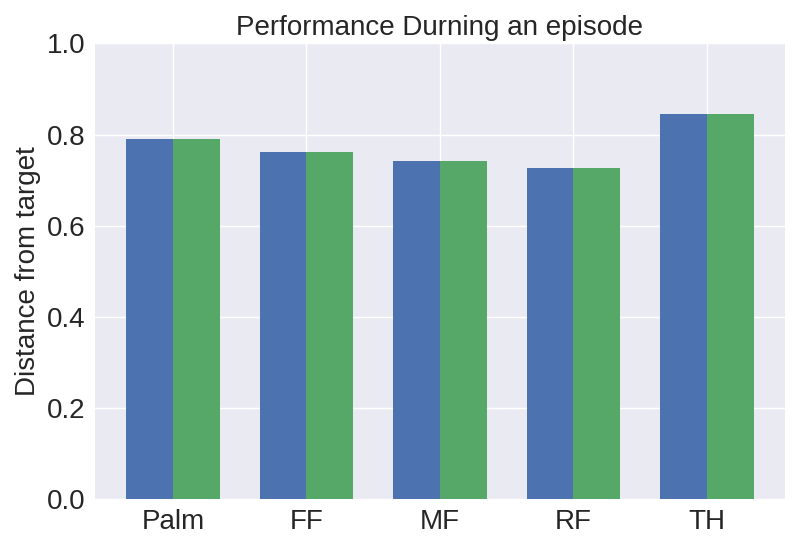 Performance Durning an episode
Distance from target
1.0
0.8
0.6
0.4
0.2
0.0
Palm FF MF RF TH